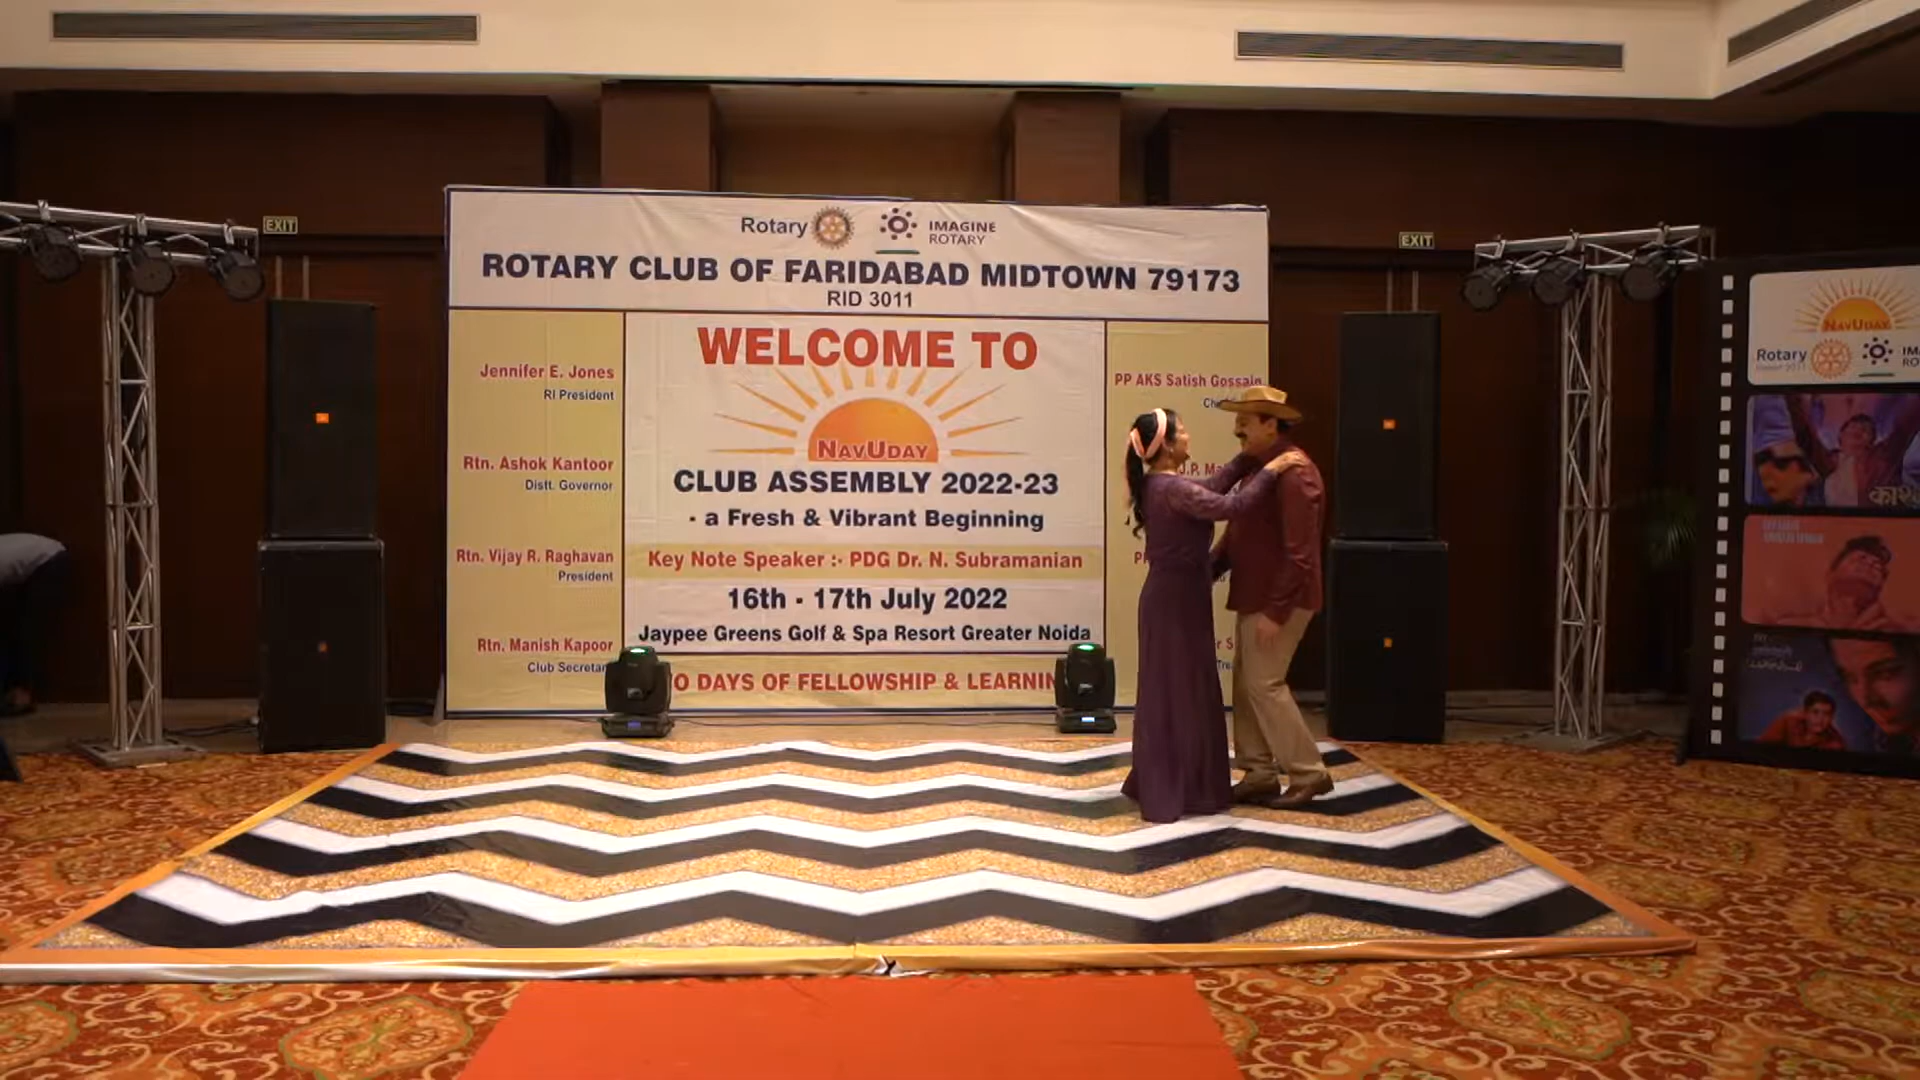 EXIT
EXIT
Rotary
IMAGINE
ROTARY
ROTARY CLUB OF FARIDABAD MIDTOWN 79173
RID 3011
Jennifer E. Jones
RI President
Rtn. Ashok Kantoor
Distt. Governor
Rtn. Vijay R. Raghavan
President
Rtn. Manish Kapoor
Club Secretar
WELCOME TO
NAVUDAY
CLUB ASSEMBLY 2022-23
- a Fresh & Vibrant Beginning
Key Note Speaker :- PDG Dr. N. Subramanian
16th - 17th July 2022
Jaypee Greens Golf & Spa Resort Greater Noida
O DAYS OF FELLOWSHIP & LEARNIN
PP AKS Satish Gossain
J.P.
NAVUDAY
Rotary